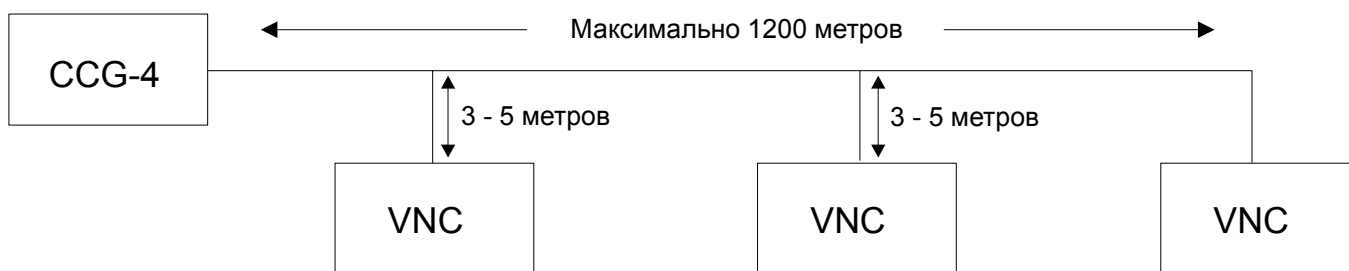 Максимально 1200 метров
CCG-4
3 - 5 метров
3 - 5 метров
VNC
VNC
VNC